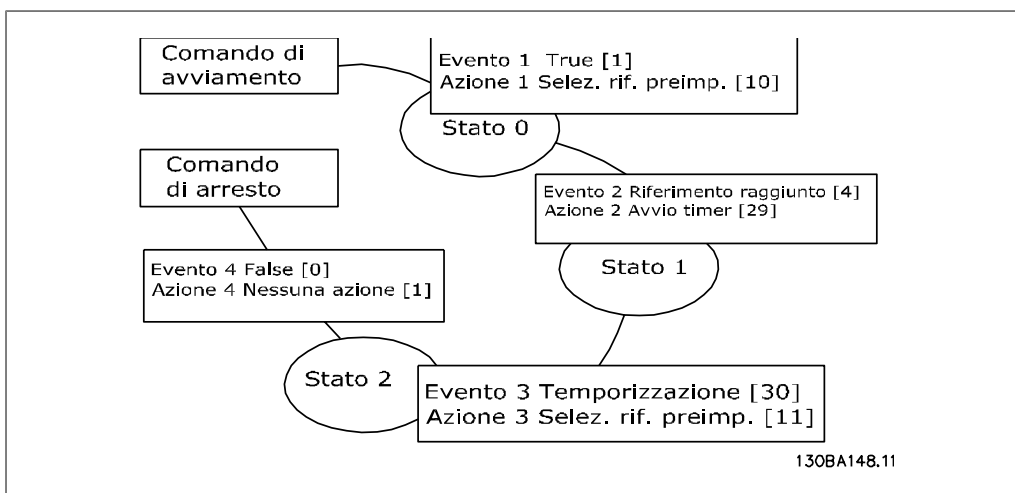 Comando di
avviamento
Evento 1 True [1]
Azione 1 Selez. rif. preimp. [10]
Stato 0
Comando
di arresto
Evento 2 Riferimento raggiunto [4]
Azione 2 Avvio timer [29]
Stato 1
Evento 4 False [0]
Azione 4 Nessuna azione [1]
Stato 2
Evento 3 Temporizzazione [30]
Azione 3 Selez. rif. preimp. [11]
130BA148.11